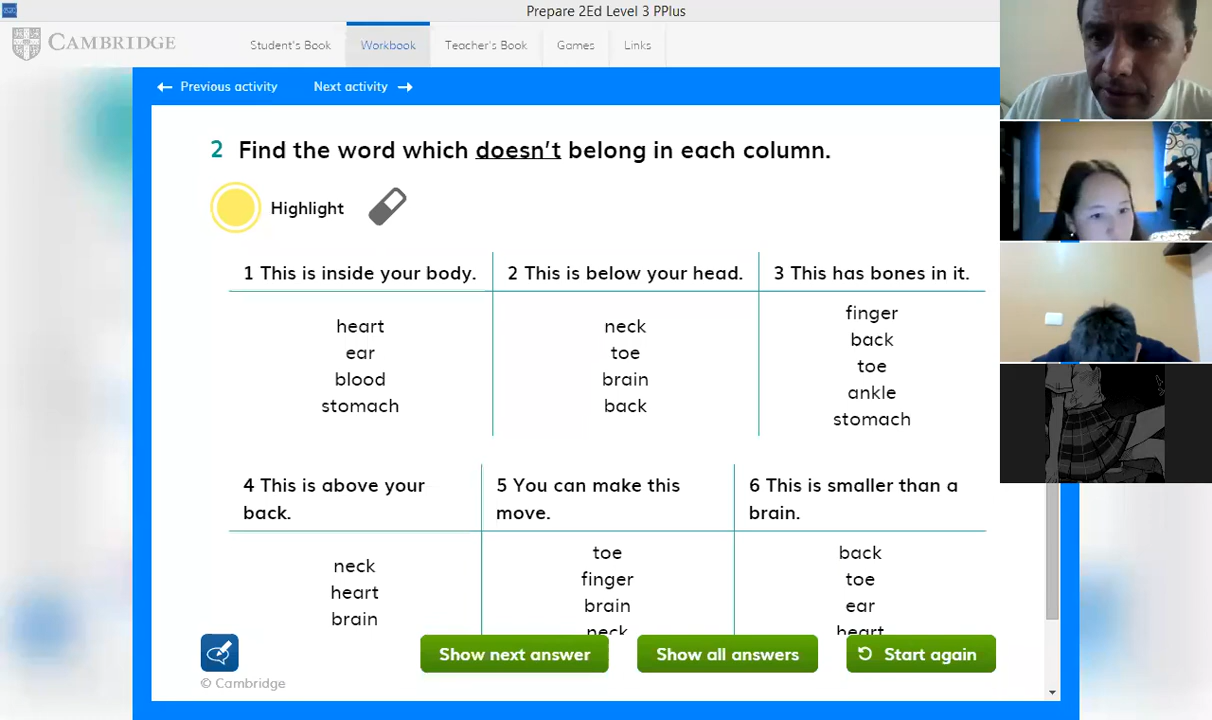 Prepare 2Ed Level 3 PPlus
CAMBRIDGE
Student's Book
Workbook
Teacher's Book
Games
Links
← Previous activity
Next activity →
2 Find the word which doesn't belong in each column.
Highlight
1 This is inside your body.
heart
ear
blood
stomach
2 This is below your head.
neck
toe
brain
back
3 This has bones in it.
finger
back
toe
ankle
stomach
4 This is above your
back.
neck
heart
brain
5 You can make this
move.
toe
finger
brain
neck
6 This is smaller than a
brain.
back
toe
ear
heart
Show next answer
Show all answers
Start again
© Cambridge